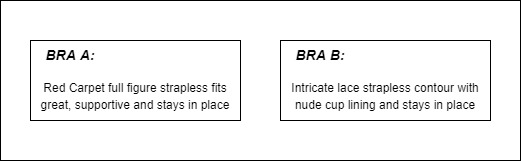 BRA A:
Red Carpet full figure strapless fits
great, supportive and stays in place
BRA B:
Intricate lace strapless contour with
nude cup lining and stays in place